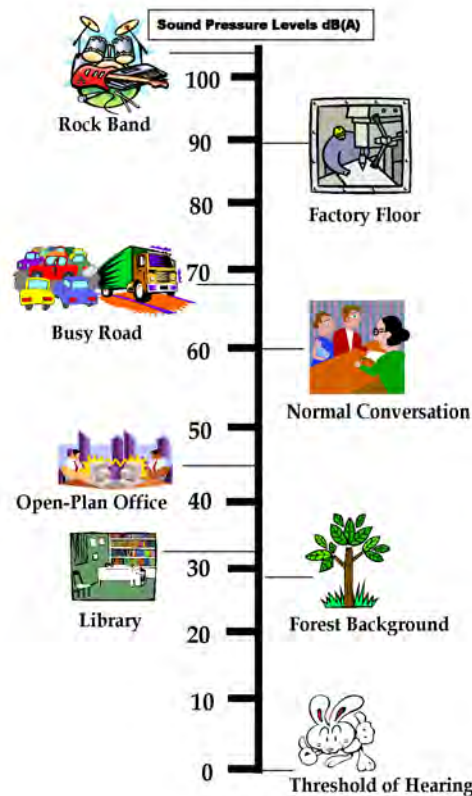 Sound Pressure Levels dB(A)
100
Rock Band
90
80
Factory Floor
70
Busy Road
60
Normal Conversation
50
Open-Plan Office
40
30
Library
Forest Background
20
10
0
Threshold of Hearing